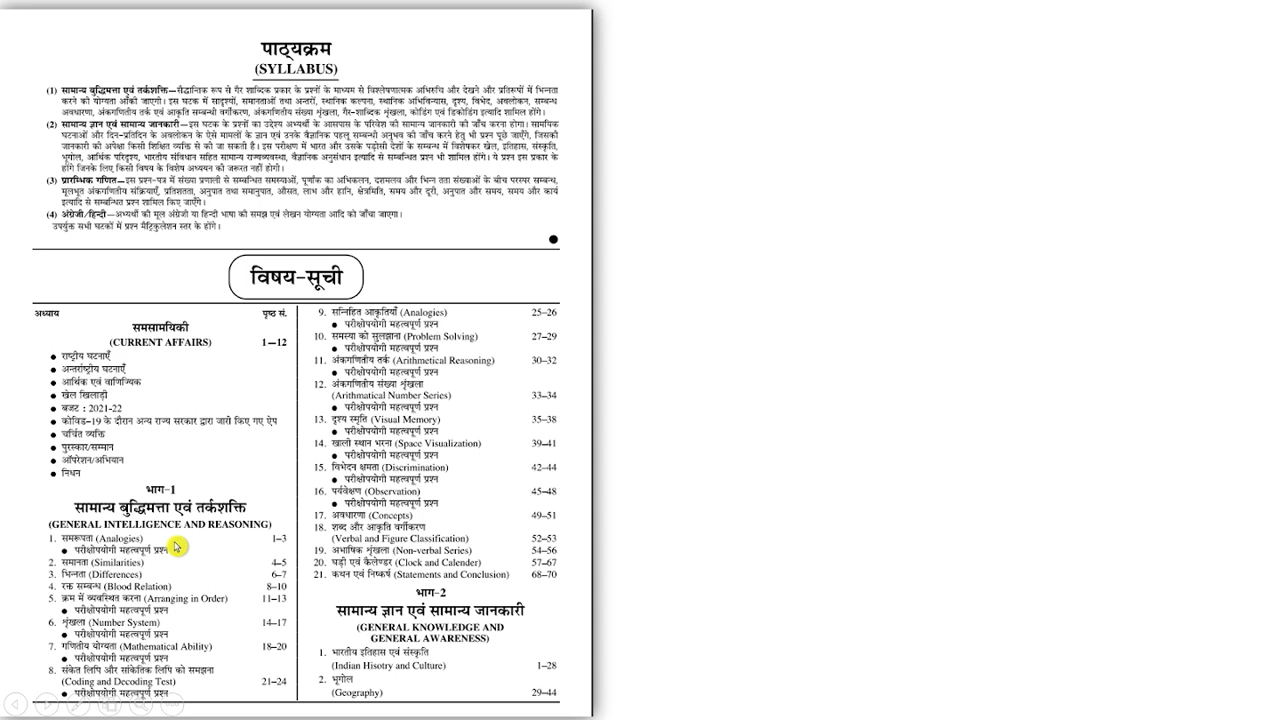 पाठ्यक्रम
(SYLLABUS)
(1) सामान्य बुद्धिमत्ता एवं तर्कशक्ति—सैद्धान्तिक रूप से गैर शाब्दिक प्रकार के प्रश्नों के माध्यम से विश्लेषणात्मक अभिरुचि और देखने और प्रतिरूपों में भिन्नता
करने की योग्यता आँकी जाएगी। इस घटक में सादृश्यों, समानताओं तथा अन्तरों, स्थानिक कल्पना, स्थानिक अभिविन्यास, दृश्य, विभेद, अवलोकन, सम्बन्ध
अवधारणा, अंकगणितीय तर्क एवं आकृति सम्बन्धी वर्गीकरण, अंकगणितीय संख्या शृंखला, गैर-शाब्दिक शृंखला, कोडिंग एवं डिकोडिंग इत्यादि शामिल होंगे।
(2) सामान्य ज्ञान एवं सामान्य जानकारी—इस घटक के प्रश्नों का उद्देश्य अभ्यर्थी के आसपास के परिवेश की सामान्य जानकारी की जाँच करना होगा। सामयिक
घटनाओं और दिन-प्रतिदिन के अवलोकन के ऐसे मामलों के ज्ञान एवं उनके वैज्ञानिक पहलू सम्बन्धी अनुभव की जाँच करने हेतु भी प्रश्न पूछे जाएँगे, जिसकी
जानकारी की अपेक्षा किसी शिक्षित व्यक्ति से की जा सकती है। इस परीक्षण में भारत और उसके पड़ोसी देशों के सम्बन्ध में विशेषकर खेल, इतिहास, संस्कृति,
भूगोल, आर्थिक परिदृश्य, भारतीय संविधान सहित सामान्य राज्यव्यवस्था, वैज्ञानिक अनुसंधान इत्यादि से सम्बन्धित प्रश्न भी शामिल होंगे। ये प्रश्न इस प्रकार के
होंगे जिनके लिए किसी विषय के विशेष अध्ययन की जरूरत नहीं होगी।
(3) प्रारम्भिक गणित—इस प्रश्न-पत्र में संख्या प्रणाली से सम्बन्धित समस्याओं, पूर्णांक का अभिकलन, दशमलव और भिन्न तता संख्याओं के बीच परस्पर सम्बन्ध,
मूलभूत अंकगणितीय संक्रियाएँ, प्रतिशतता, अनुपात तथा समानुपात, औसत, लाभ और हानि, क्षेत्रमिति, समय और दूरी, अनुपात और समय, समय और कार्य
इत्यादि से सम्बन्धित प्रश्न शामिल किए जाएँगे।
(4) अंग्रेजी/हिन्दी—अभ्यर्थी की मूल अंग्रेजी या हिन्दी भाषा की समझ एवं लेखन योग्यता आदि को जाँचा जाएगा।
उपर्युक्त सभी घटकों में प्रश्न मैट्रिकुलेशन स्तर के होंगे।
विषय-सूची
अध्याय पृष्ठ सं.
समसामयिकी
(CURRENT AFFAIRS) 1–12
● राष्ट्रीय घटनाएँ
● अन्तर्राष्ट्रीय घटनाएँ
● आर्थिक एवं वाणिज्यिक
● खेल खिलाड़ी
● बजट : 2021-22
● कोविड-19 के दौरान अन्य राज्य सरकार द्वारा जारी किए गए ऐप
● चर्चित व्यक्ति
● पुरस्कार/सम्मान
● ऑपरेशन/अभियान
● निधन
भाग-1
सामान्य बुद्धिमत्ता एवं तर्कशक्ति
(GENERAL INTELLIGENCE AND REASONING)
1. समरूपता (Analogies) 1–3
● परीक्षोपयोगी महत्वपूर्ण प्रश्न
2. समानता (Similarities) 4–5
3. भिन्नता (Differences) 6–7
4. रक्त सम्बन्ध (Blood Relation) 8–10
5. क्रम में व्यवस्थित करना (Arranging in Order) 11–13
● परीक्षोपयोगी महत्वपूर्ण प्रश्न
6. शृंखला (Number System) 14–17
● परीक्षोपयोगी महत्वपूर्ण प्रश्न
7. गणितीय योग्यता (Mathematical Ability) 18–20
● परीक्षोपयोगी महत्वपूर्ण प्रश्न
8. संकेत लिपि और सांकेतिक लिपि को समझना
(Coding and Decoding Test) 21–24
● परीक्षोपयोगी महत्वपूर्ण प्रश्न
9. सन्निहित आकृतियाँ (Analogies) 25–26
● परीक्षोपयोगी महत्वपूर्ण प्रश्न
10. समस्या को सुलझाना (Problem Solving) 27–29
● परीक्षोपयोगी महत्वपूर्ण प्रश्न
11. अंकगणितीय तर्क (Arithmetical Reasoning) 30–32
● परीक्षोपयोगी महत्वपूर्ण प्रश्न
12. अंकगणितीय संख्या शृंखला
(Arithmatical Number Series) 33–34
● परीक्षोपयोगी महत्वपूर्ण प्रश्न
13. दृश्य स्मृति (Visual Memory) 35–38
● परीक्षोपयोगी महत्वपूर्ण प्रश्न
14. खाली स्थान भरना (Space Visualization) 39–41
● परीक्षोपयोगी महत्वपूर्ण प्रश्न
15. विभेदन क्षमता (Discrimination) 42–44
● परीक्षोपयोगी महत्वपूर्ण प्रश्न
16. पर्यवेक्षण (Observation) 45–48
● परीक्षोपयोगी महत्वपूर्ण प्रश्न
17. अवधारणा (Concepts) 49–51
18. शब्द और आकृति वर्गीकरण
(Verbal and Figure Classification) 52–53
19. अभाषिक शृंखला (Non-verbal Series) 54–56
20. घड़ी एवं कैलेण्डर (Clock and Calender) 57–67
21. कथन एवं निष्कर्ष (Statements and Conclusion) 68–70
भाग-2
सामान्य ज्ञान एवं सामान्य जानकारी
(GENERAL KNOWLEDGE AND
GENERAL AWARENESS)
1. भारतीय इतिहास एवं संस्कृति
(Indian Hisotry and Culture) 1–28
2. भूगोल
(Geography) 29–44